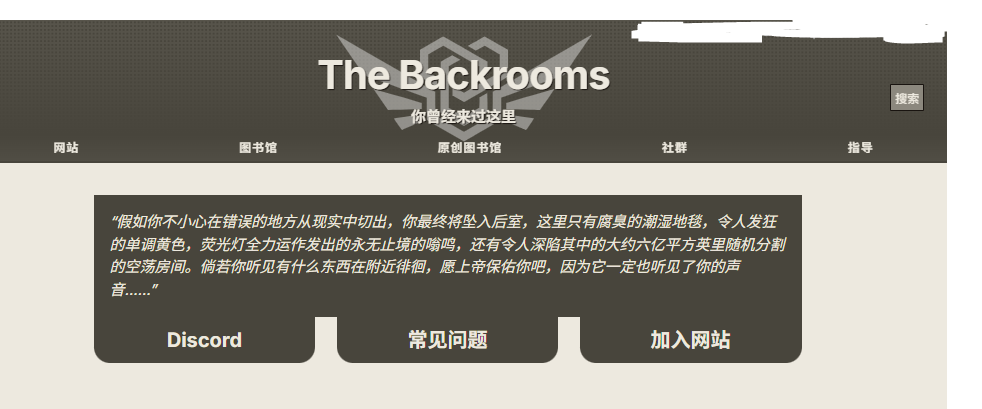 The Backrooms
你曾经来过这里
搜索
网站 图书馆 原创图书馆 社群 指导
“假如你不小心在错误的地方从现实中切出，你最终将坠入后室，这里只有腐臭的潮湿地毯，令人发狂
的单调黄色，荧光灯全力运作发出的永无止境的嗡鸣，还有令人深陷其中的大约六亿平方英里随机分割
的空荡房间。倘若你听见有什么东西在附近徘徊，愿上帝保佑你吧，因为它一定也听见了你的声
音……”
Discord 常见问题 加入网站